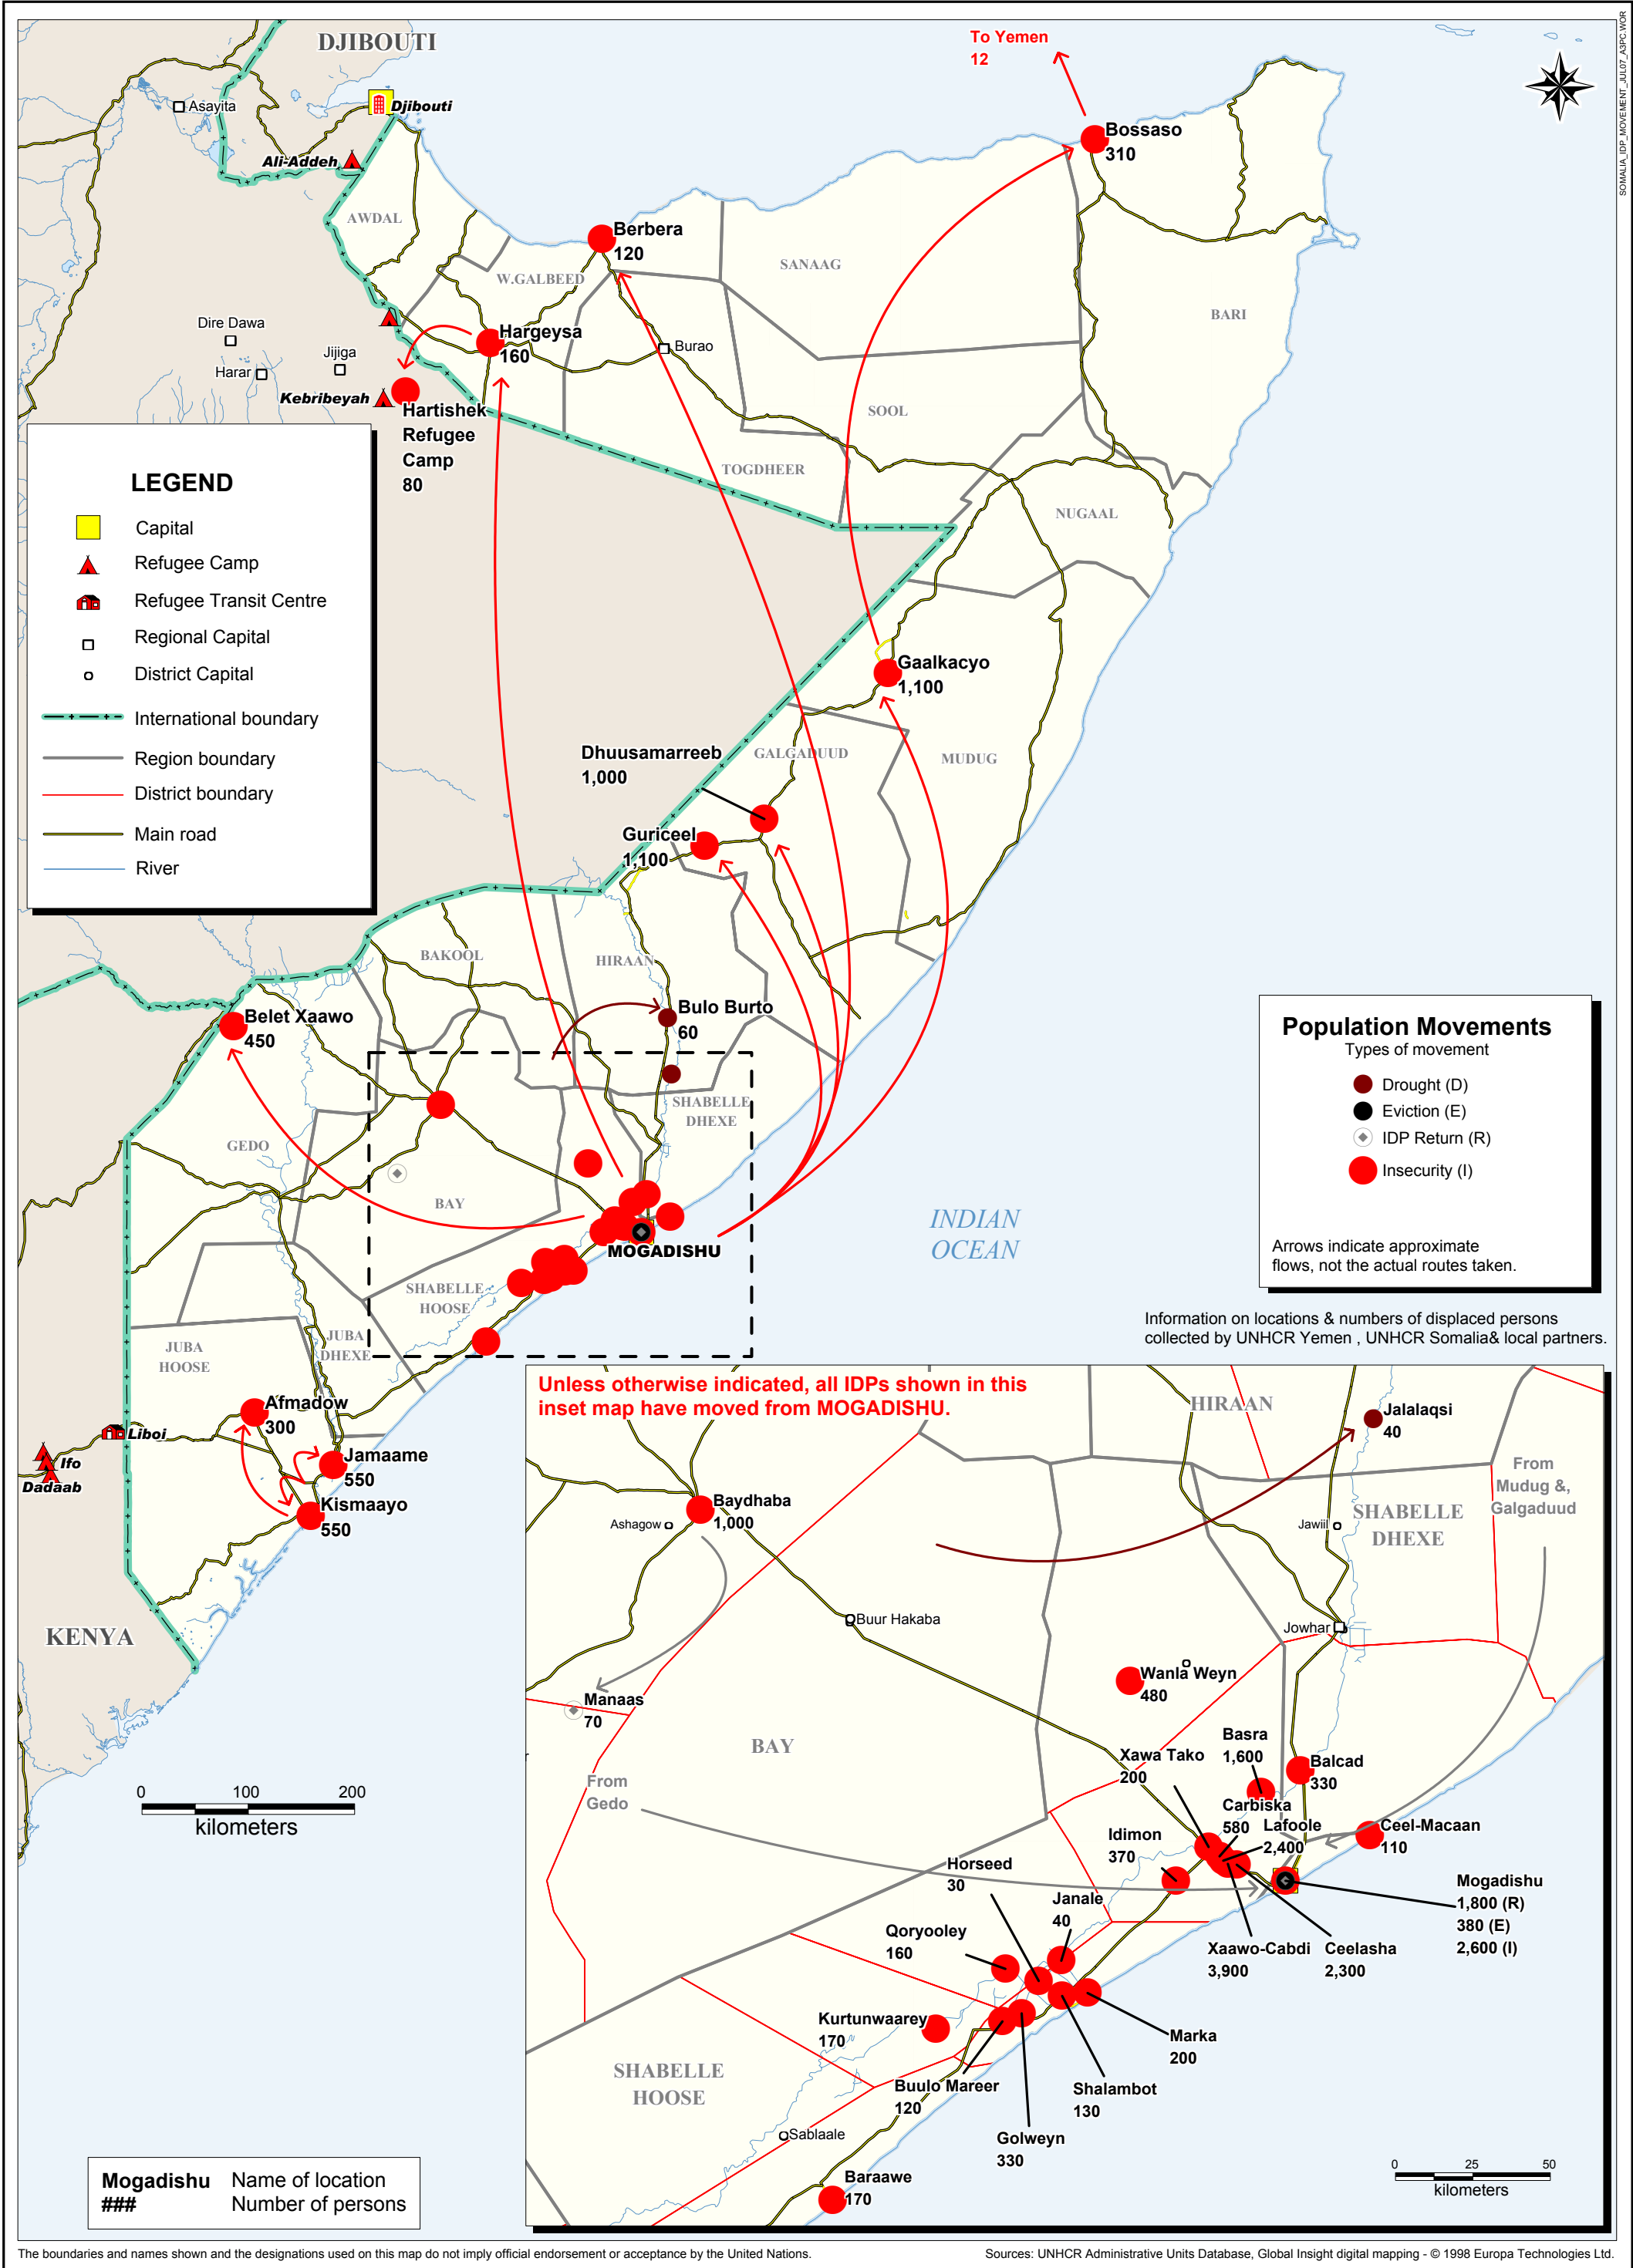 SOMALIA_IDP_MOVEMENT_JUL07_A3PC.WOR
DJIBOUTI
To Yemen
12
Asayita
Djibouti
Ali-Addeh
Bossaso
310
AWDAL
Berbera
120
SANAAG
W.GALBEED
BARI
Dire Dawa
Hargeysa
160
Burao
Jijiga
Harar
Kebribeyah
Hartishek
Refugee
Camp
80
SOOL
TOGDHEER
NUGAAL
LEGEND
Capital
Refugee Camp
Refugee Transit Centre
Regional Capital
District Capital
International boundary
Region boundary
District boundary
Main road
River
Gaalkacyo
1,100
Dhuusamarreeb
1,000
GALGADUUD
MUDUG
Guriceel
1,100
BAKOOL
HIRAAN
Bulo Burto
60
Belet Xaawo
450
SHABELLE
DHEXE
GEDO
BAY
MOGADISHU
INDIAN
OCEAN
SHABELLE
HOOSE
JUBA
HOOSE
JUBA
DHEXE
Afmadow
300
Liboi
Ifo
Dadaab
Jamaame
550
Kismaayo
550
KENYA
0 100 200
kilometers
Population Movements
Types of movement
Drought (D)
Eviction (E)
IDP Return (R)
Insecurity (I)
Arrows indicate approximate
flows, not the actual routes taken.
Information on locations & numbers of displaced persons
collected by UNHCR Yemen , UNHCR Somalia& local partners.
Unless otherwise indicated, all IDPs shown in this
inset map have moved from MOGADISHU.
HIRAAN
Jalalaqsi
40
From
Mudug &,
Galgaduud
Baydhaba
1,000
Ashagow
SHABELLE
DHEXE
Jawiil
Buur Hakaba
Jowhar
Wanla Weyn
480
Manaas
70
BAY
Xawa Tako
200
Basra
1,600
Balcad
330
From
Gedo
Carbiska
580
Lafoole
2,400
Ceel-Macaan
110
Idimon
370
Horseed
30
Mogadishu
1,800 (R)
380 (E)
2,600 (I)
Janale
40
Qoryooley
160
Xaawo-Cabdi
3,900
Ceelasha
2,300
Kurtunwaarey
170
Marka
200
SHABELLE
HOOSE
Buulo Mareer
120
Shalambot
130
Sablaale
Golweyn
330
Baraawe
170
0 25 50
kilometers
Mogadishu Name of location
### Number of persons
The boundaries and names shown and the designations used on this map do not imply official endorsement or acceptance by the United Nations.
Sources: UNHCR Administrative Units Database, Global Insight digital mapping - © 1998 Europa Technologies Ltd.